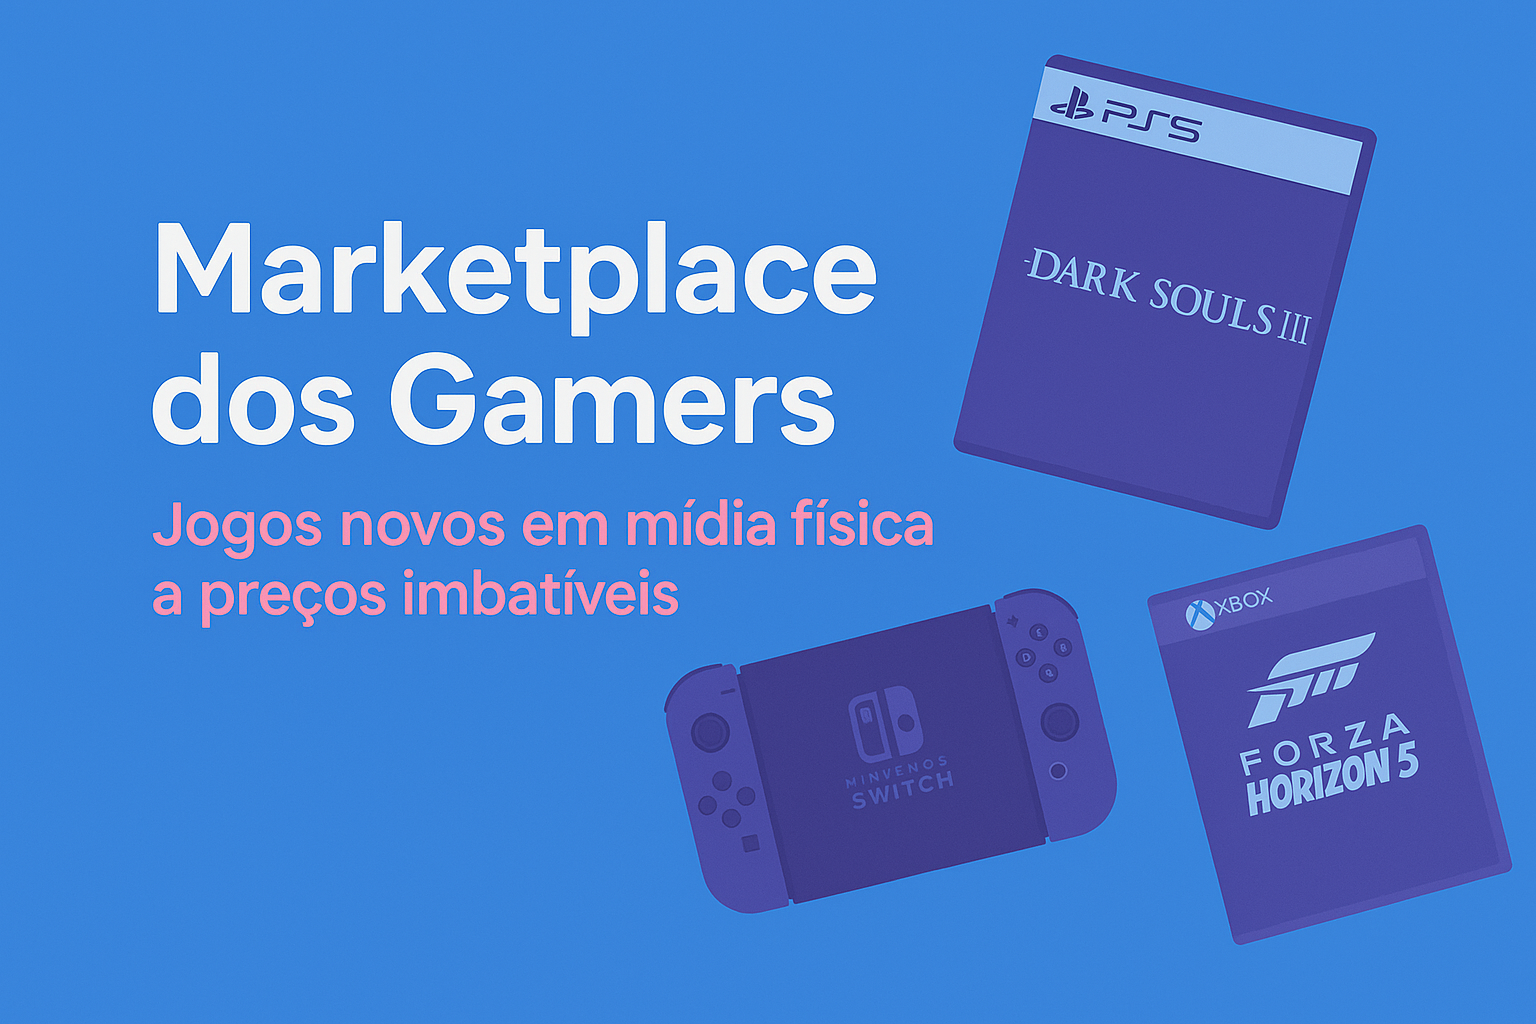 Marketplace
dos Gamers
Jogos novos em mídia física
a preços imbatíveis
PS5
DARK SOULS III
MINVENOS
SWITCH
XBOX
FORZA
HORIZON 5